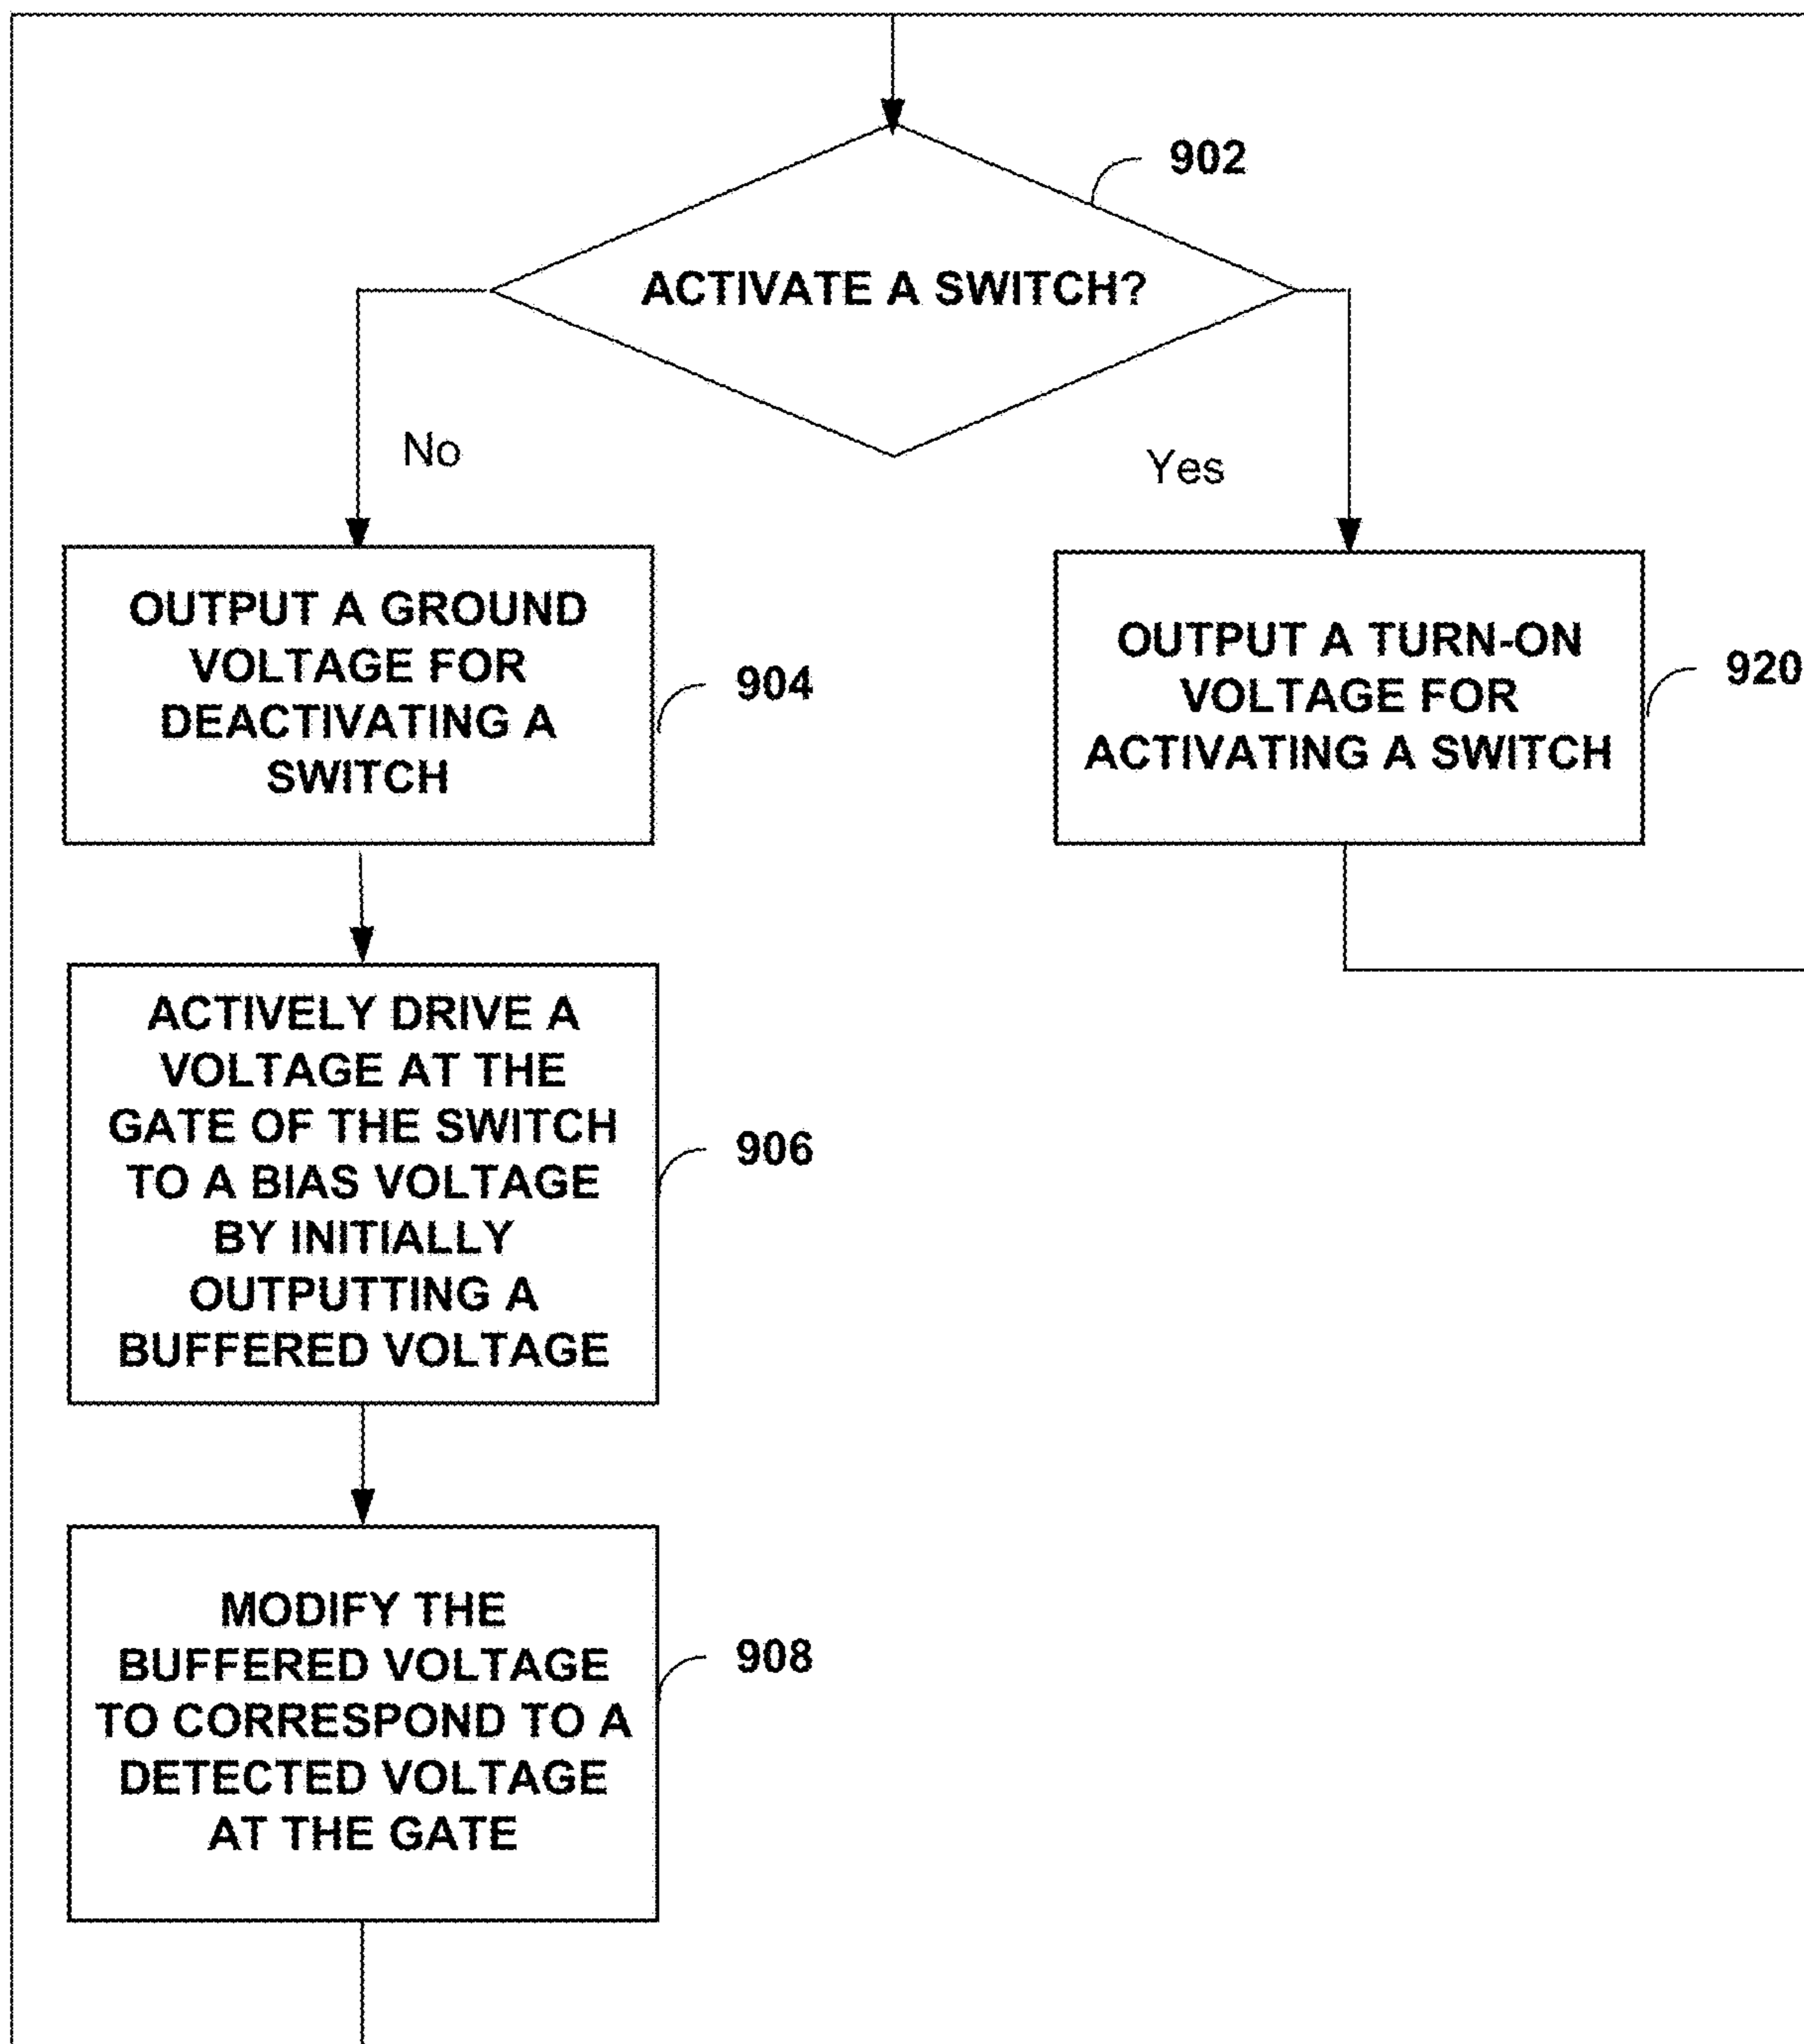 902
ACTIVATE A SWITCH?
No
Yes
OUTPUT A GROUND
VOLTAGE FOR
DEACTIVATING A
SWITCH
904
OUTPUT A TURN-ON
VOLTAGE FOR
ACTIVATING A SWITCH
920
ACTIVELY DRIVE A
VOLTAGE AT THE
GATE OF THE SWITCH
TO A BIAS VOLTAGE
BY INITIALLY
OUTPUTTING A
BUFFERED VOLTAGE
906
MODIFY THE
BUFFERED VOLTAGE
TO CORRESPOND TO A
DETECTED VOLTAGE
AT THE GATE
908